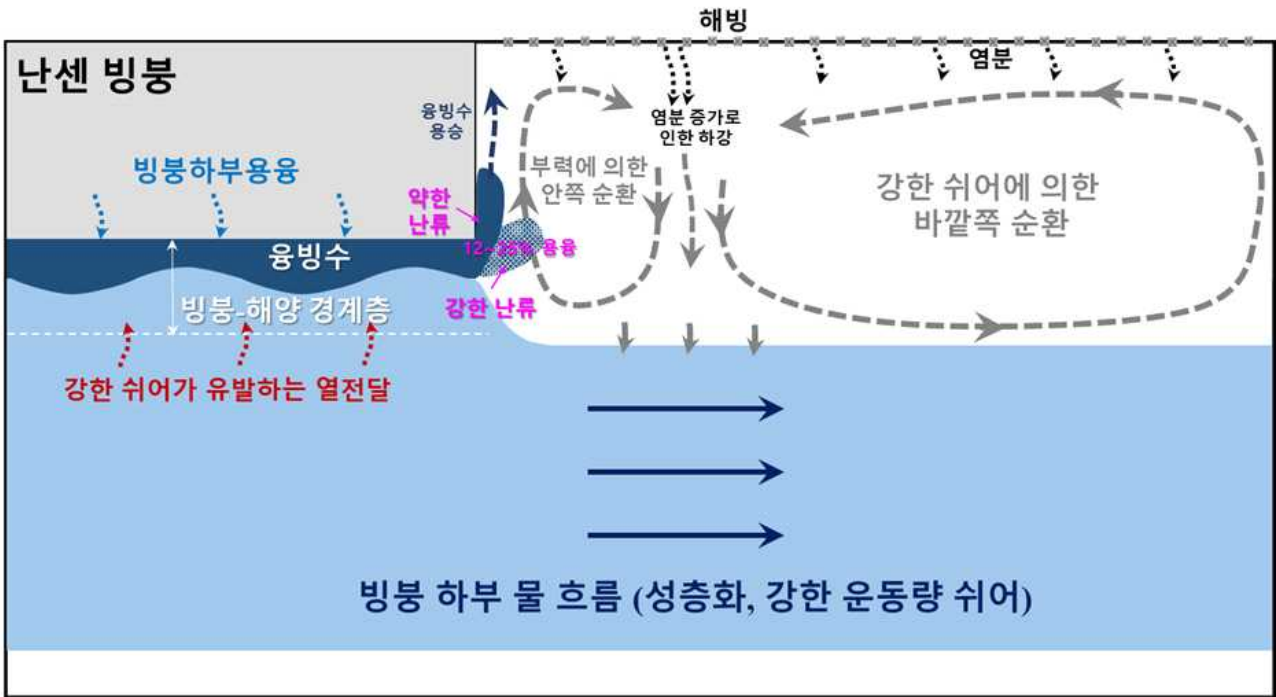 해빙
난센 빙붕
염분
융빙수
용승
염분 증가로
인한 하강
빙붕하부용융
부력에 의한
안쪽 순환
강한 쉬어에 의한
바깥쪽 순환
약한
난류
융빙수
12~35% 용융
빙붕-해양 경계층
강한 난류
강한 쉬어가 유발하는 열전달
빙붕 하부 물 흐름 (성층화, 강한 운동량 쉬어)